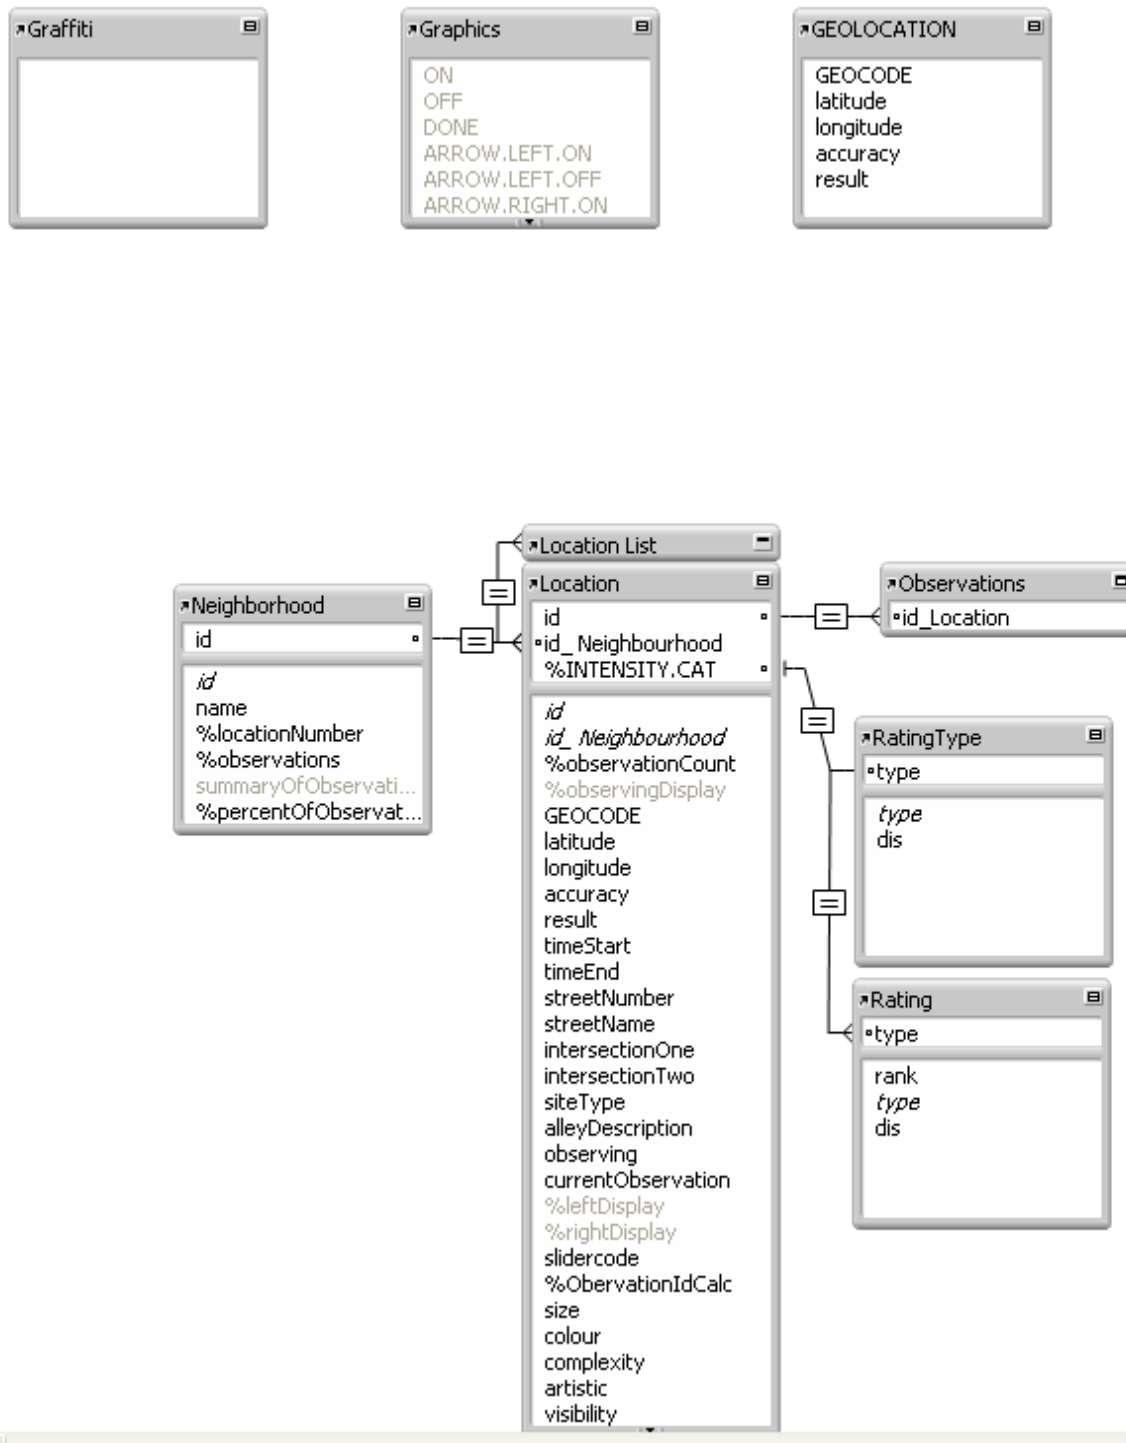 Graffiti
Graphics
ON
OFF
DONE
ARROW.LEFT.ON
ARROW.LEFT.OFF
ARROW.RIGHT.ON
GEOLOCATION
GEOCODE
latitude
longitude
accuracy
result
Neighborhood
id
id
name
%locationNumber
%observations
summaryOfObservati...
%percentOfObservat...
Location List
Location
id
id_ Neighbourhood
%INTENSITY.CAT
id
id_ Neighbourhood
%observationCount
%observingDisplay
GEOCODE
latitude
longitude
accuracy
result
timeStart
timeEnd
streetNumber
streetName
intersectionOne
intersectionTwo
siteType
alleyDescription
observing
currentObservation
%leftDisplay
%rightDisplay
slidercode
%ObervationIdCalc
size
colour
complexity
artistic
visibility
Observations
id_Location
RatingType
type
type
dis
Rating
type
rank
type
dis